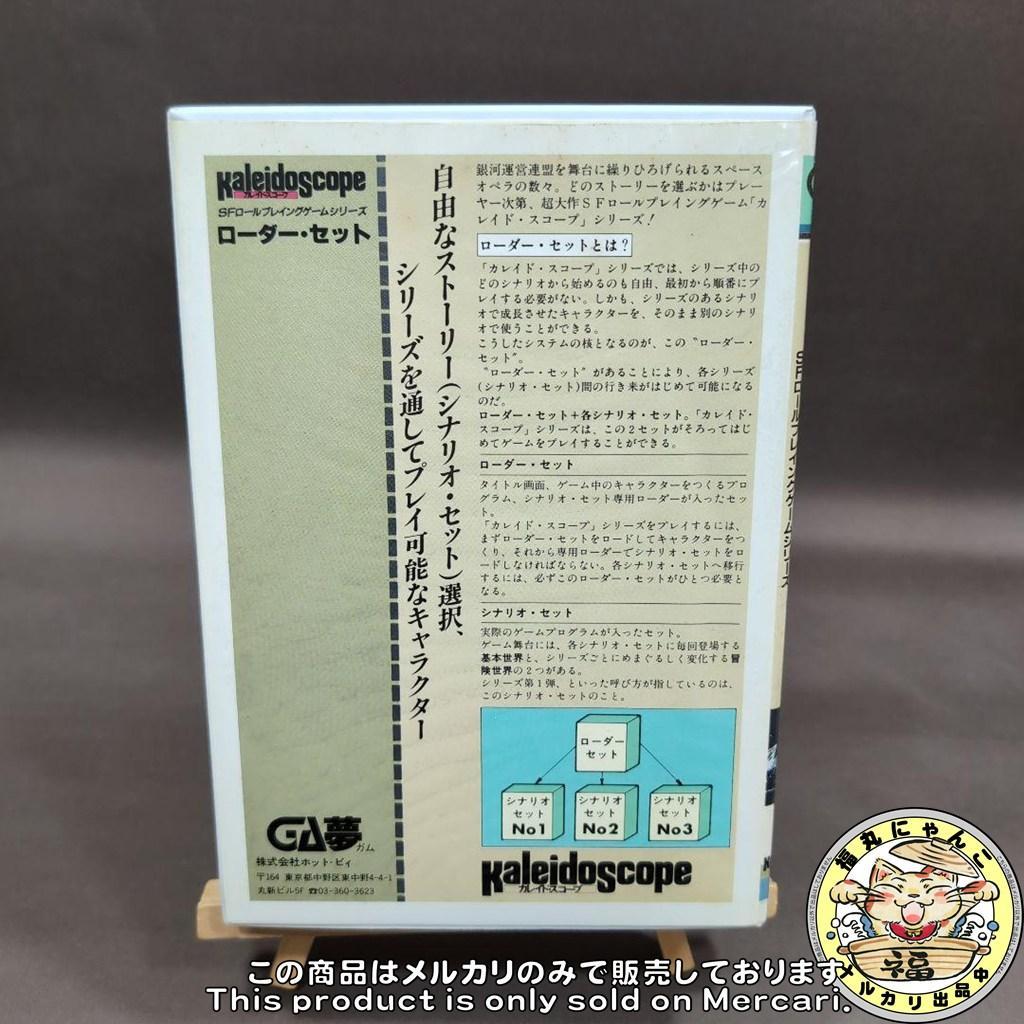 Kaleidoscope
カレイドスコープ
SFロールプレイングゲームシリーズ
ローダー・セット
自由なストーリー(シナリオ・セット)選択、
シリーズを通してプレイ可能なキャラクター
銀河運営連盟を舞台に繰りひろげられるスペース
オペラの数々。どのストーリーを選ぶかはプレー
ヤー次第、超大作SFロールプレイングゲーム「カ
レイド・スコープ」シリーズ!
ローダー・セットとは?
「カレイド・スコープ」シリーズでは、シリーズ中の
どのシナリオから始めるのも自由、最初から順番にプ
レイする必要がない。しかも、シリーズのあるシナリ
オで成長させたキャラクターを、そのまま別のシナリ
オで使うことができる。
こうしたシステムの核となるのが、この〝ローダー・
セット〟。
〝ローダー・セット〟があることにより、各シリーズ
(シナリオ・セット)間の行き来がはじめて可能になる
のだ。
ローダー・セット+各シナリオ・セット。「カレイド・
スコープ」シリーズは、この2セットがそろってはじ
めてゲームをプレイすることができる。
ローダー・セット
タイトル画面、ゲーム中のキャラクターをつくるプロ
グラム、シナリオ・セット専用ローダーが入ったセッ
ト。
「カレイド・スコープ」シリーズをプレイするには、
まずローダー・セットをロードしてキャラクターをつ
くり、それから専用ローダーでシナリオ・セットをロ
ードしなければならない。各シナリオ・セットへ移行
するには、必ずこのローダー・セットがひとつ必要と
なる。
シナリオ・セット
実際のゲームプログラムが入ったセット。
ゲーム舞台には、各シナリオ・セットに毎回登場する
基本世界と、シリーズごとにめまぐるしく変化する冒
険世界の2つがある。
シリーズ第1弾、といった呼び方が指しているのは、
このシナリオ・セットのこと。
ローダー
セット
シナリオ
セット
No1
シナリオ
セット
No2
シナリオ
セット
No3
Kaleidoscope
カレイド・スコープ
GA夢
ガム
株式会社ホット・ビィ
〒164 東京都中野区東中野4-4-1
丸新ビル5F ☎03-360-3623
SFロールプレイングゲームシリーズ
福丸にゃんこ
福
メルカリ出品中
この商品はメルカリのみで販売しております。
This product is only sold on Mercari.